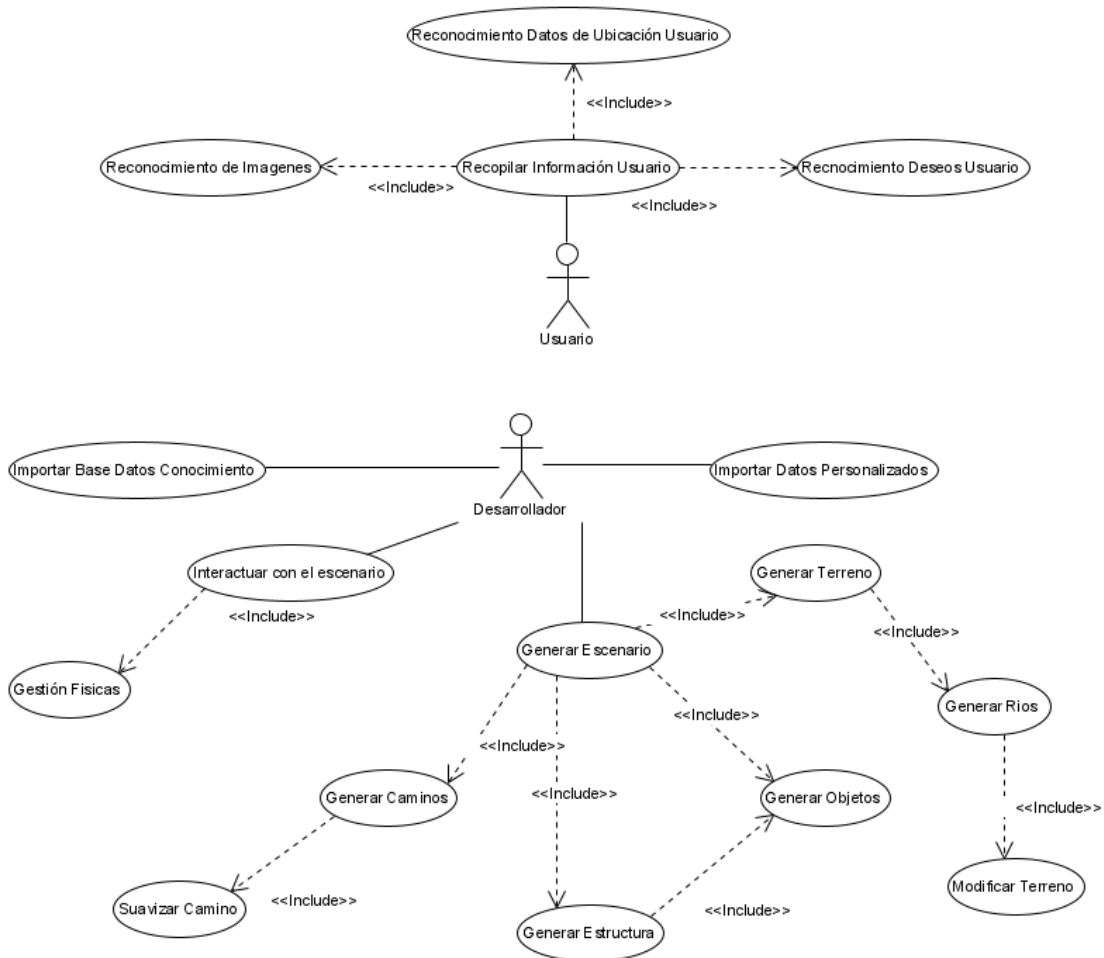 Reconocimiento Datos de Ubicación Usuario
<<Include>>
Reconocimiento de Imagenes
Recopilar Información Usuario
Recnocimiento Deseos Usuario
<<Include>>
<<Include>>
Usuario
Importar Base Datos Conocimiento
Importar Datos Personalizados
Desarrollador
Interactuar con el escenario
Generar Terreno
<<Include>>
<<Include>>
<<Include>>
Generar Escenario
Gestión Fisicas
Generar Rios
<<Include>>
<<Include>>
<<Include>>
Generar Caminos
Generar Objetos
<<Include>>
Modificar Terreno
<<Include>>
Suavizar Camino
<<Include>>
Generar Estructura
<<Include>>